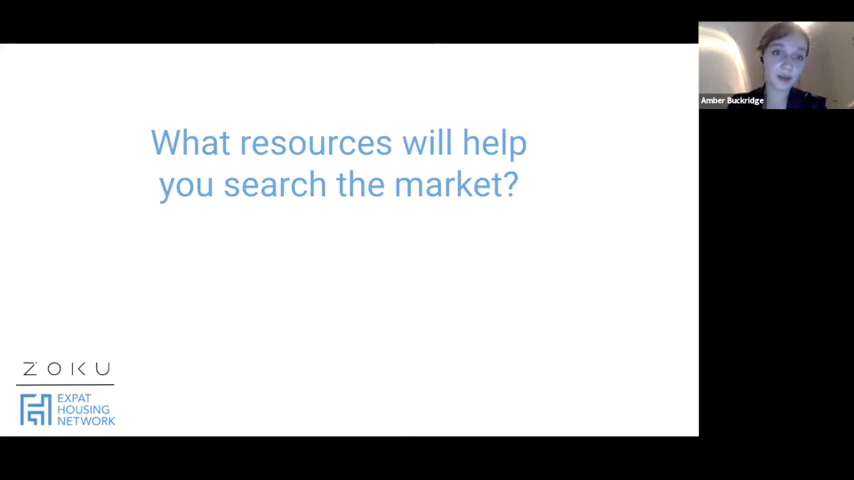 What resources will help
you search the market?
Amber Buckridge
ZOKU
EXPAT
HOUSING
NETWORK